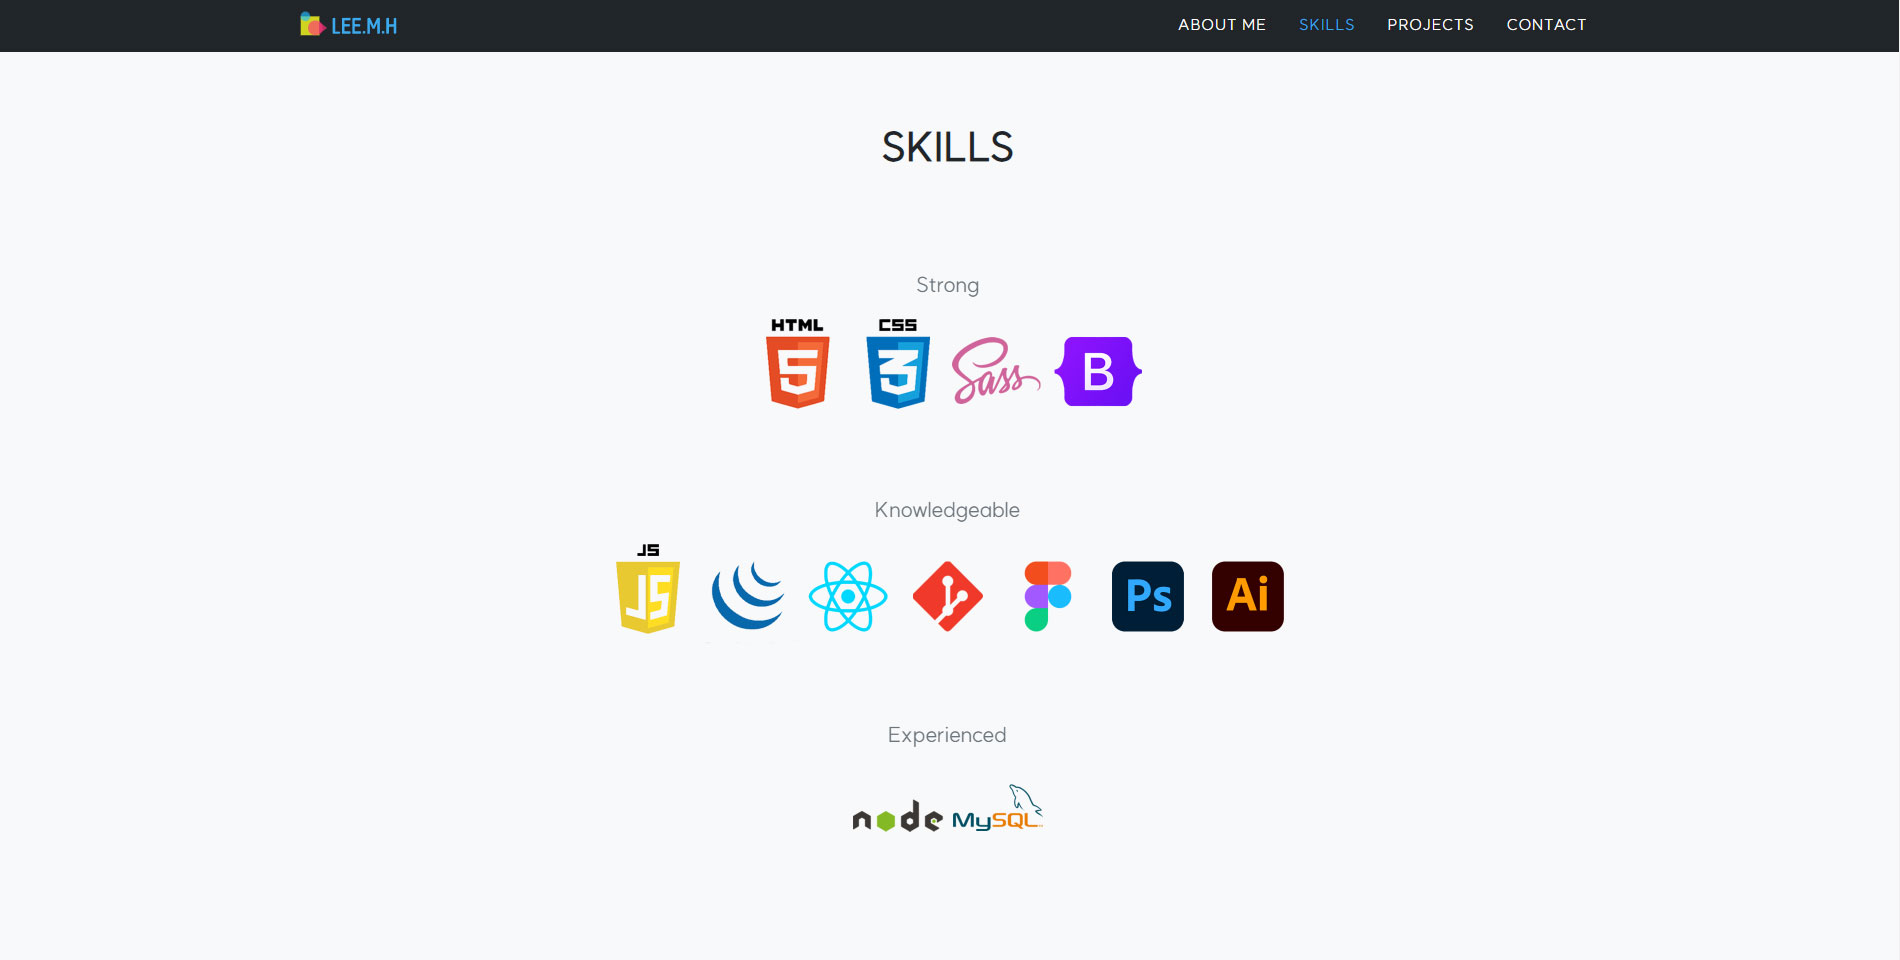 LEE.M.H
ABOUT ME SKILLS PROJECTS CONTACT
SKILLS
Strong
HTML CSS
5 3 Sass B
Knowledgeable
JS
JS Ps Ai
Experienced
node MySQL